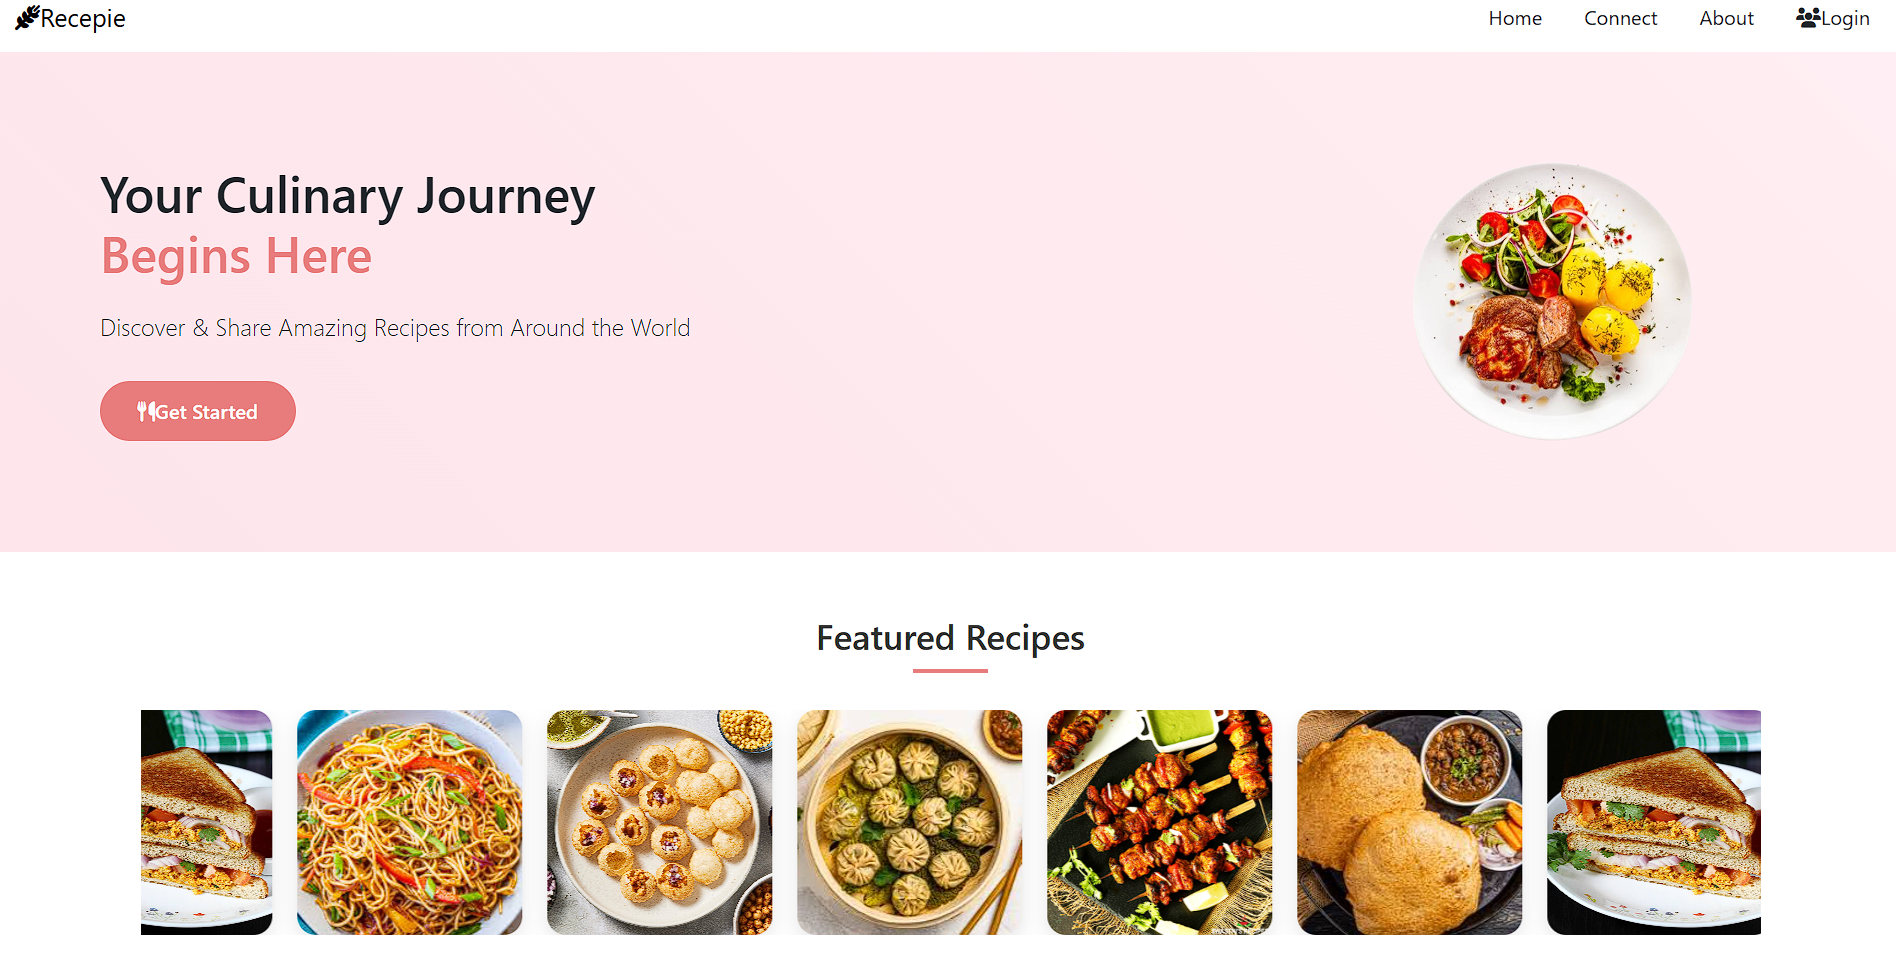 Recepie
Home Connect About Login
Your Culinary Journey
Begins Here
Discover & Share Amazing Recipes from Around the World
Get Started
Featured Recipes